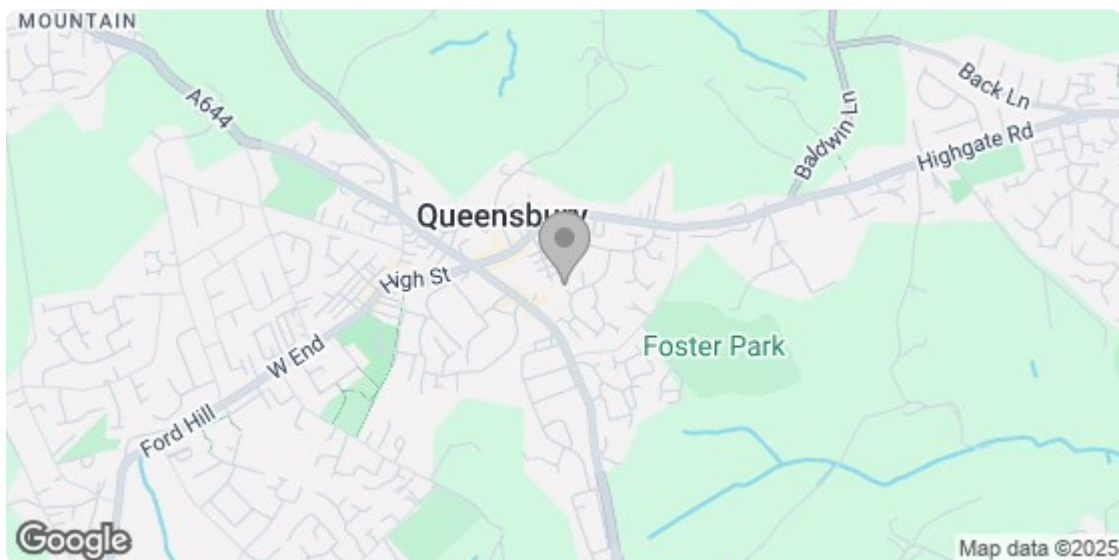 MOUNTAIN
A644
Back Ln
Baldwin Ln
Highgate Rd
Queensbury
High St
W End
Foster Park
Ford Hill
Google
Map data ©2025